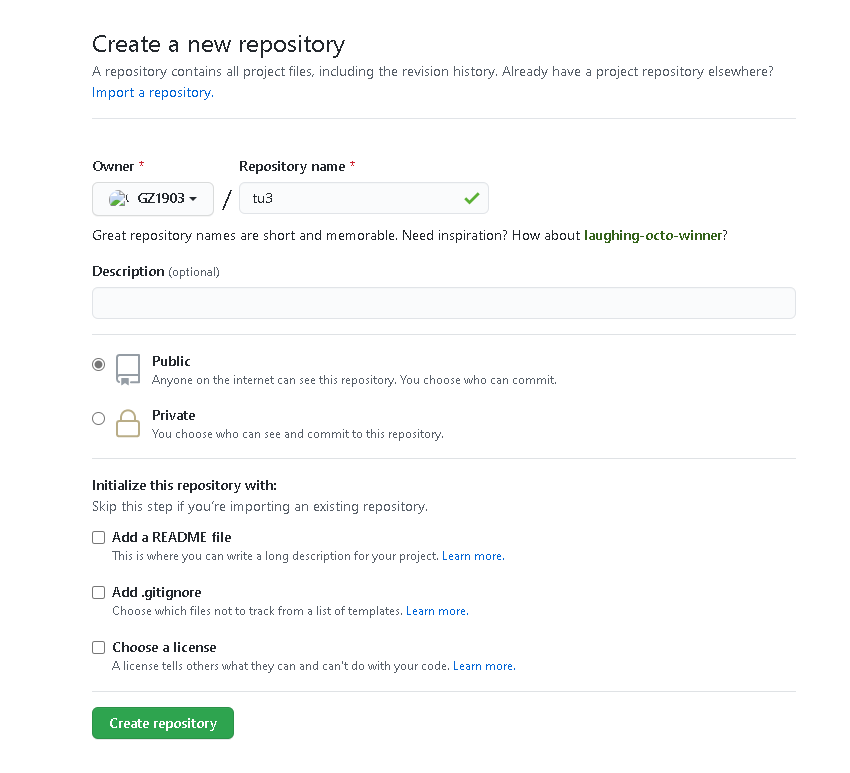 Create a new repository
A repository contains all project files, including the revision history. Already have a project repository elsewhere?
Import a repository.
Owner * Repository name *
GZ1903 / tu3
Great repository names are short and memorable. Need inspiration? How about laughing-octo-winner?
Description (optional)
Public
Anyone on the internet can see this repository. You choose who can commit.
Private
You choose who can see and commit to this repository.
Initialize this repository with:
Skip this step if you're importing an existing repository.
Add a README file
This is where you can write a long description for your project. Learn more.
Add .gitignore
Choose which files not to track from a list of templates. Learn more.
Choose a license
A license tells others what they can and can't do with your code. Learn more.
Create repository